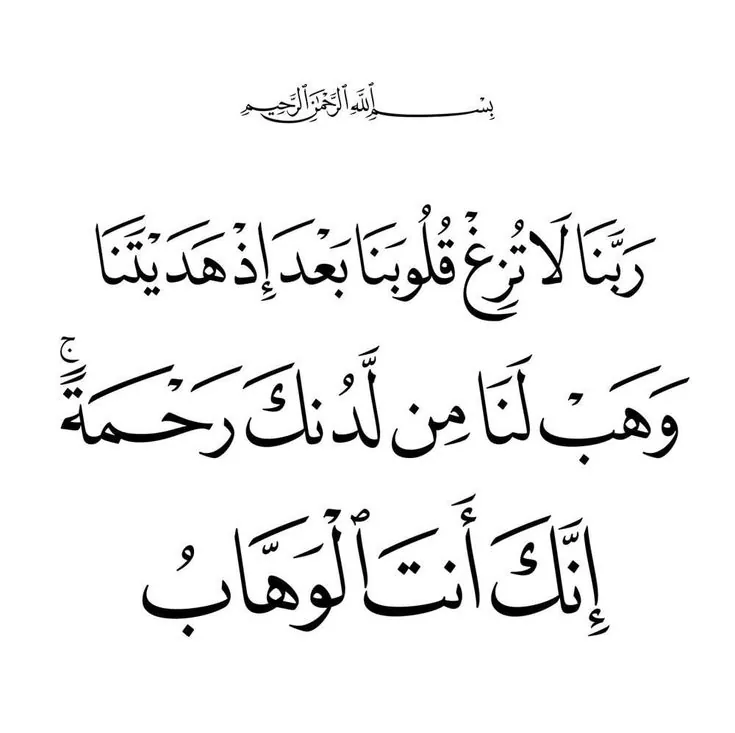 بِسْمِ ٱللَّهِ ٱلرَّحْمَٰنِ ٱلرَّحِيمِ
رَبَّنَا لَا تُزِغْ قُلُوبَنَا بَعْدَ إِذْ هَدَيْتَنَا
وَهَبْ لَنَا مِن لَّدُنكَ رَحْمَةً ۚ
إِنَّكَ أَنتَ ٱلْوَهَّابُ